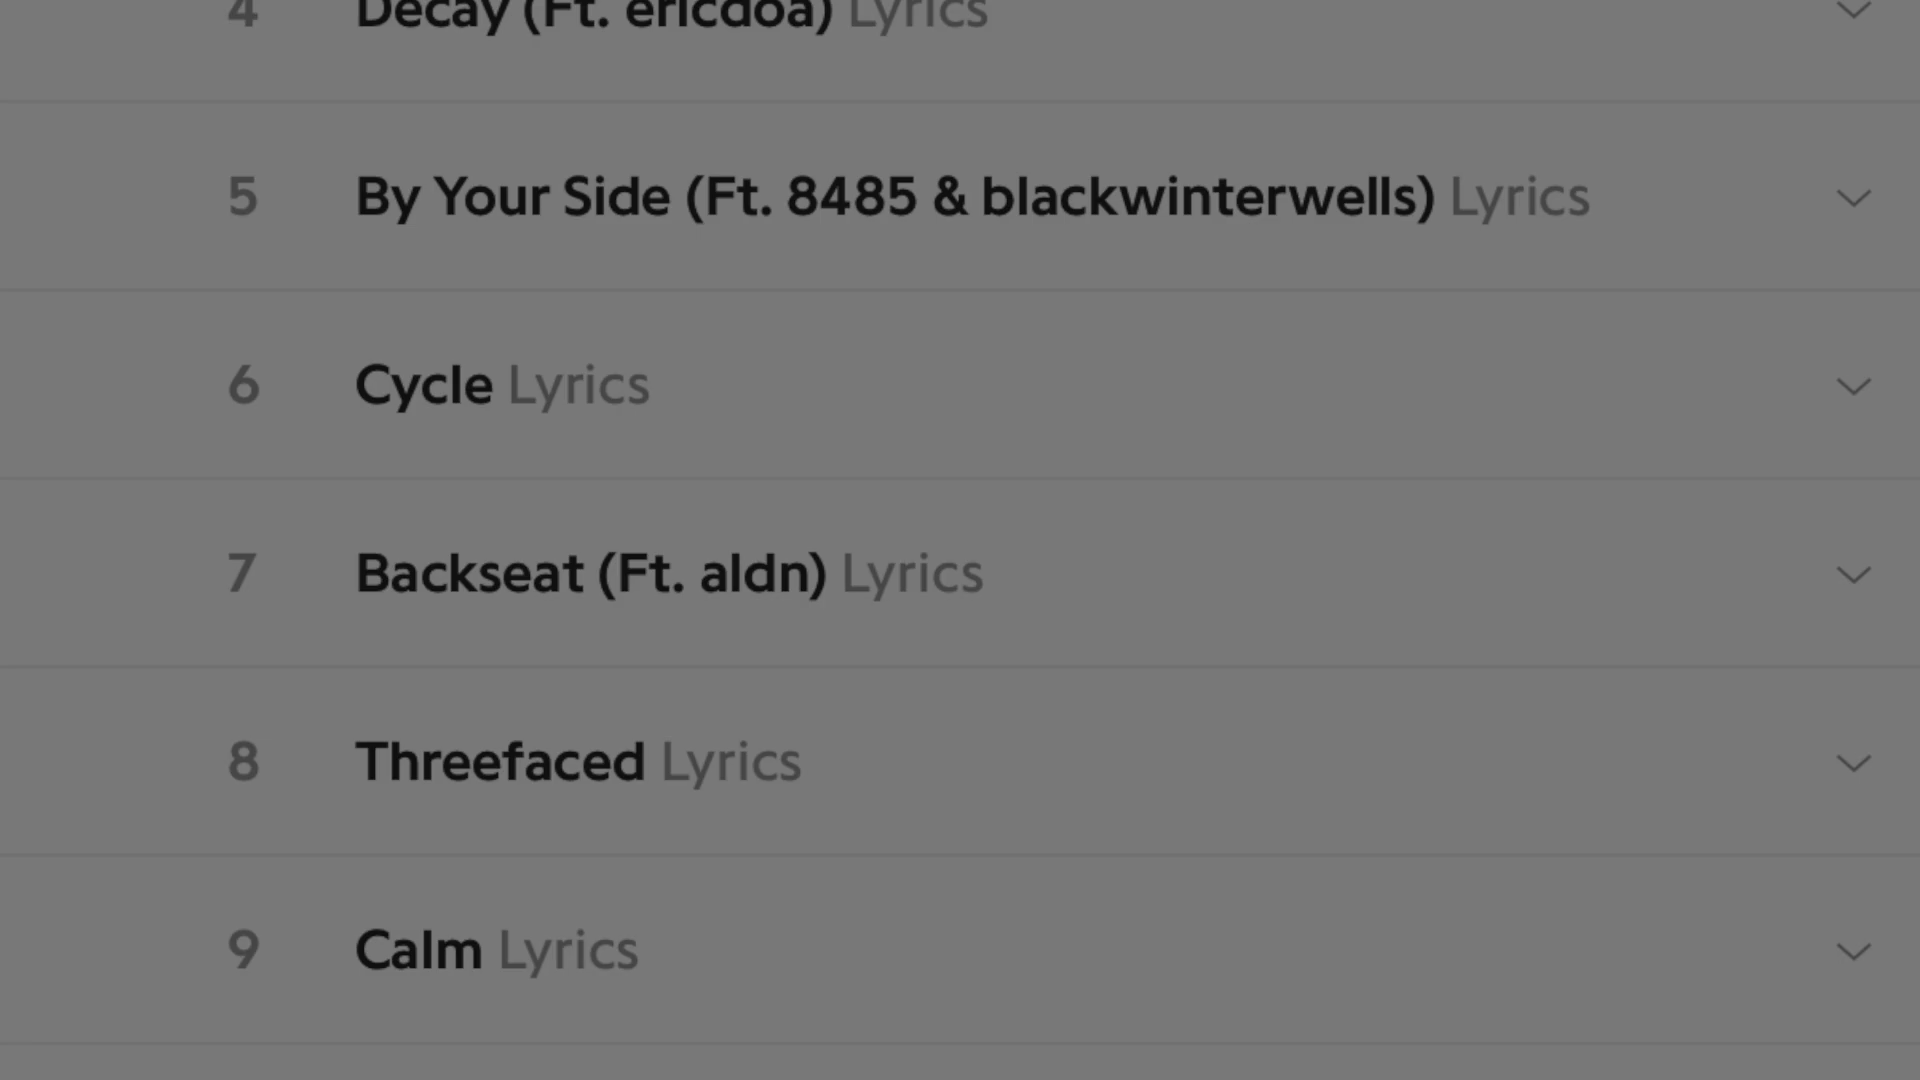 4 Decay (Ft. ericdoa) Lyrics
5 By Your Side (Ft. 8485 & blackwinterwells) Lyrics
6 Cycle Lyrics
7 Backseat (Ft. aldn) Lyrics
8 Threefaced Lyrics
9 Calm Lyrics